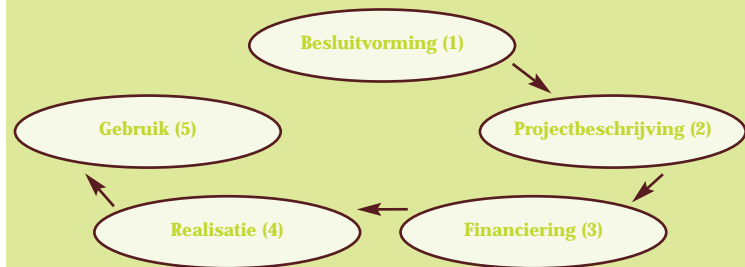 Besluitvorming (1)
Projectbeschrijving (2)
Financiering (3)
Realisatie (4)
Gebruik (5)